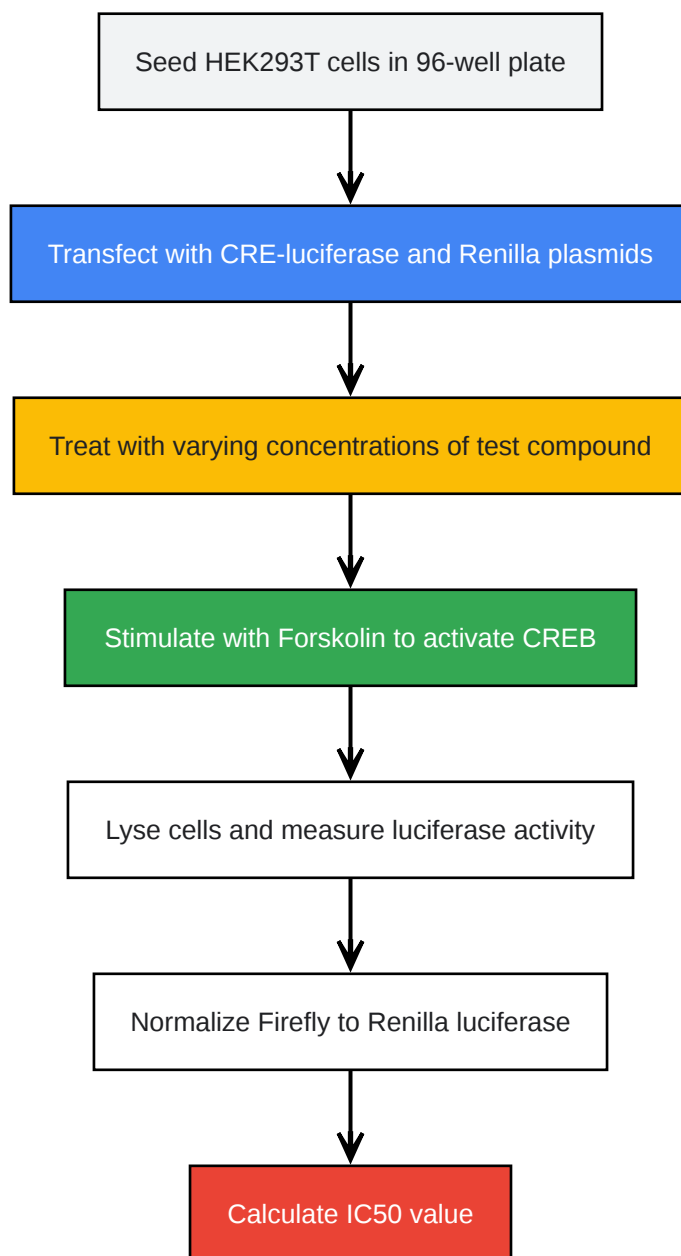 Seed HEK293T cells in 96-well plate
Transfect with CRE-luciferase and Renilla plasmids
Treat with varying concentrations of test compound
Stimulate with Forskolin to activate CREB
Lyse cells and measure luciferase activity
Normalize Firefly to Renilla luciferase
Calculate IC50 value